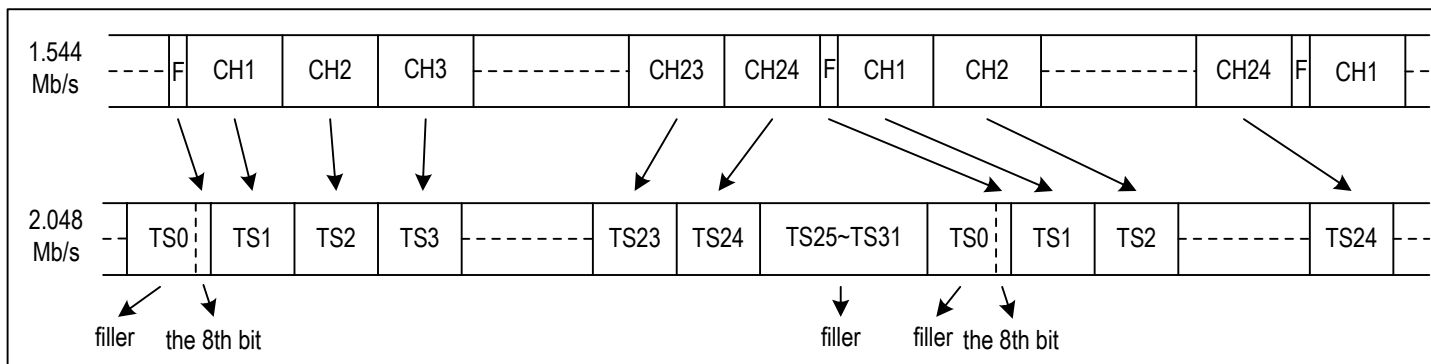 1.544
Mb/s
F CH1 CH2 CH3 CH23 CH24 F CH1 CH2 CH24 F CH1
2.048
Mb/s
TS0 TS1 TS2 TS3 TS23 TS24 TS25~TS31 TS0 TS1 TS2 TS24
filler the 8th bit filler filler the 8th bit